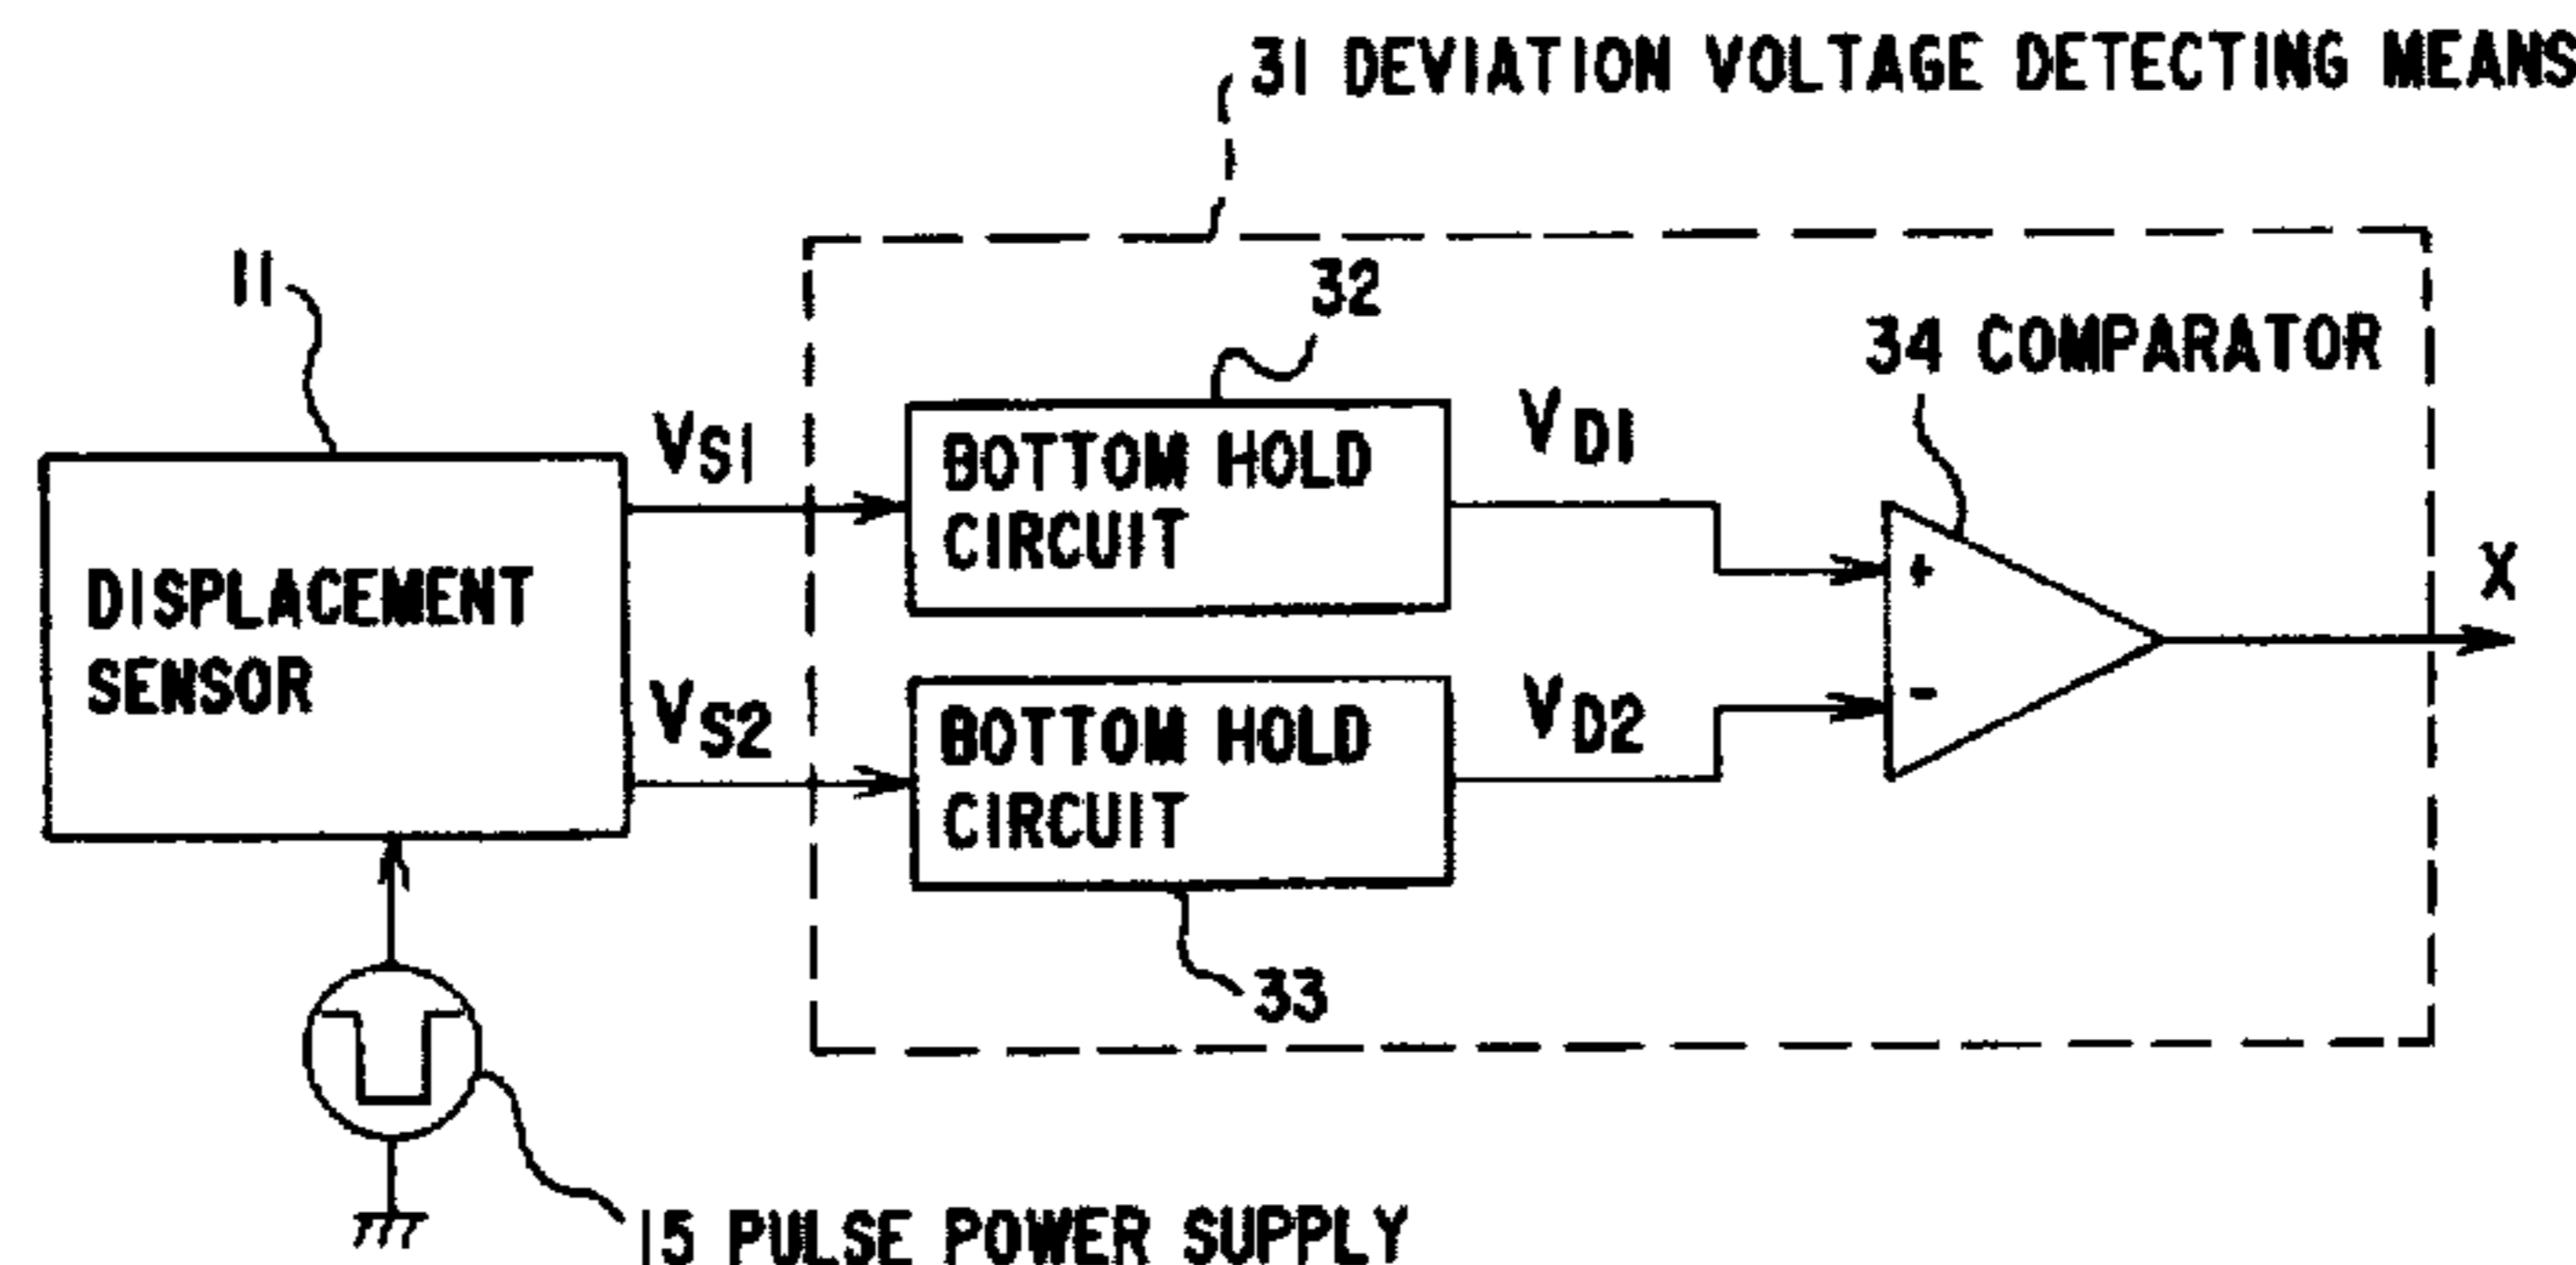 31 DEVIATION VOLTAGE DETECTING MEANS
11
32
34 COMPARATOR
VS1
BOTTOM HOLD
CIRCUIT
VD1
+
X
DISPLACEMENT
SENSOR
VS2
BOTTOM HOLD
CIRCUIT
VD2
-
33
15 PULSE POWER SUPPLY